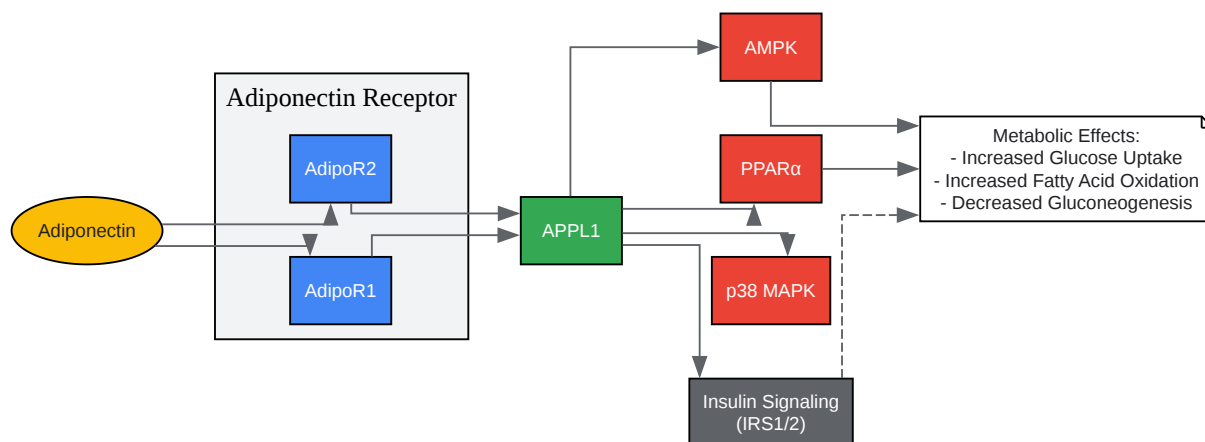 AMPK
Adiponectin Receptor
Metabolic Effects:
- Increased Glucose Uptake
- Increased Fatty Acid Oxidation
- Decreased Gluconeogenesis
AdipoR2
PPARα
Adiponectin
APPL1
AdipoR1
p38 MAPK
Insulin Signaling
(IRS1/2)